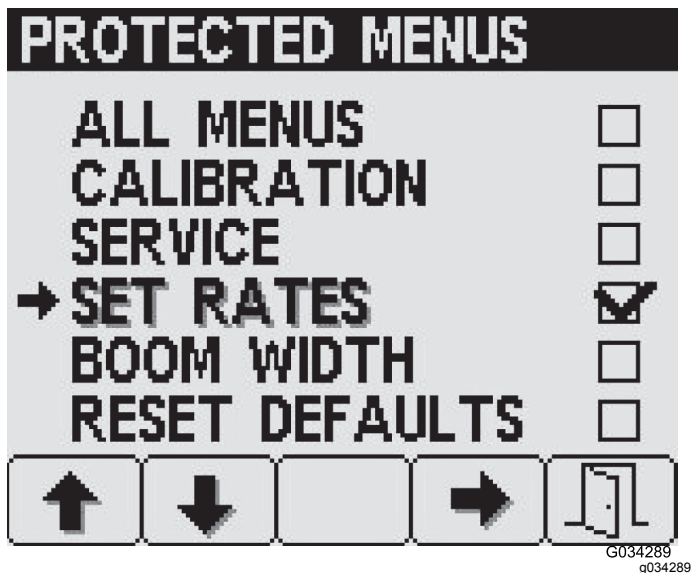 PROTECTED MENUS
ALL MENUS
CALIBRATION
SERVICE
SET RATES
BOOM WIDTH
RESET DEFAULTS
G034289
g034289